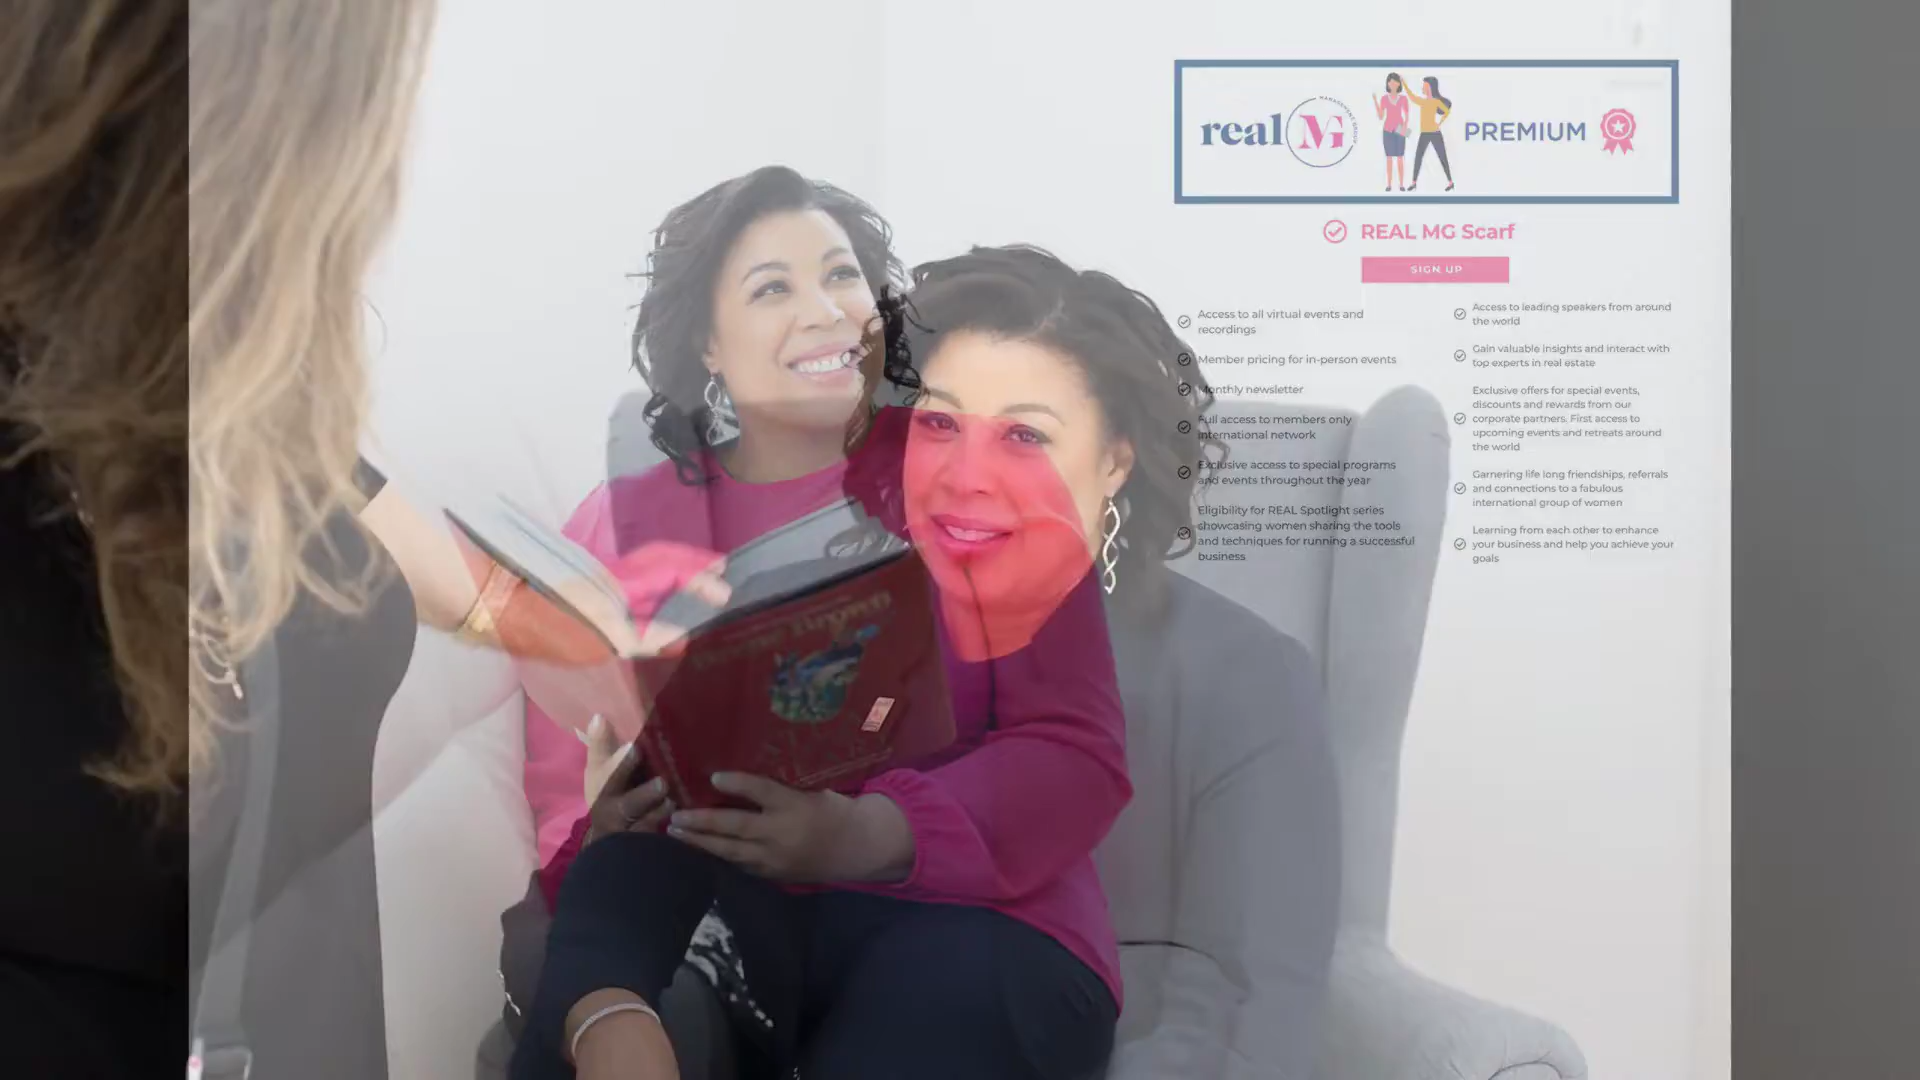 real
MG
MANAGEMENT GROUP
PREMIUM
REAL MG Scarf
SIGN UP
Access to all virtual events and
recordings
Member pricing for in-person events
Monthly newsletter
Full access to members only
international network
Exclusive access to special programs
and events throughout the year
Eligibility for REAL Spotlight series
showcasing women sharing the tools
and techniques for running a successful
business
Access to leading speakers from around
the world
Gain valuable insights and interact with
top experts in real estate
Exclusive offers for special events,
discounts and rewards from our
corporate partners. First access to
upcoming events and retreats around
the world
Garnering life long friendships, referrals
and connections to a fabulous
international group of women
Learning from each other to enhance
your business and help you achieve your
goals